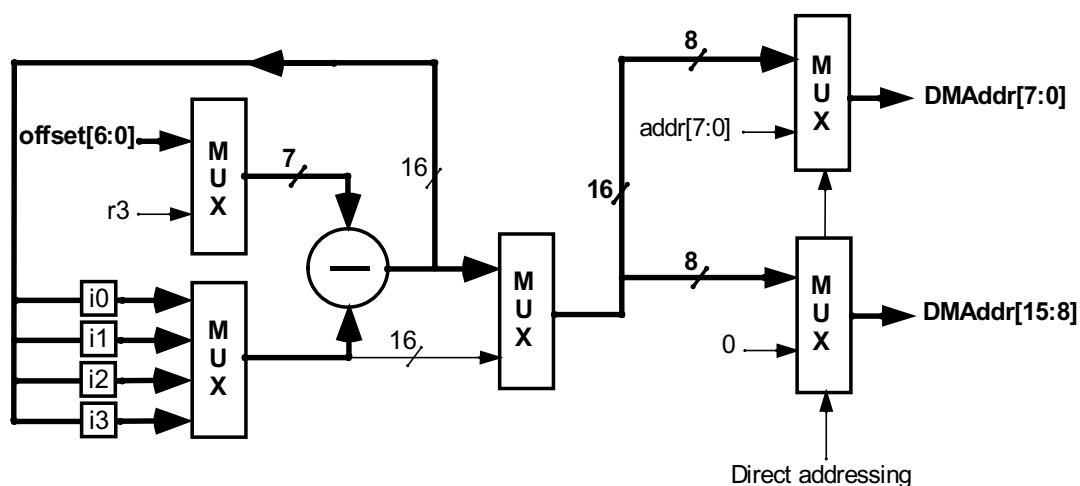 8
M
U
X
DMAddr[7:0]
addr[7:0]
offset[6:0]
M
U
X
7
16
r3
16
8
M
U
X
DMAddr[15:8]
0
M
U
X
i0
i1
i2
i3
M
U
X
16
Direct addressing